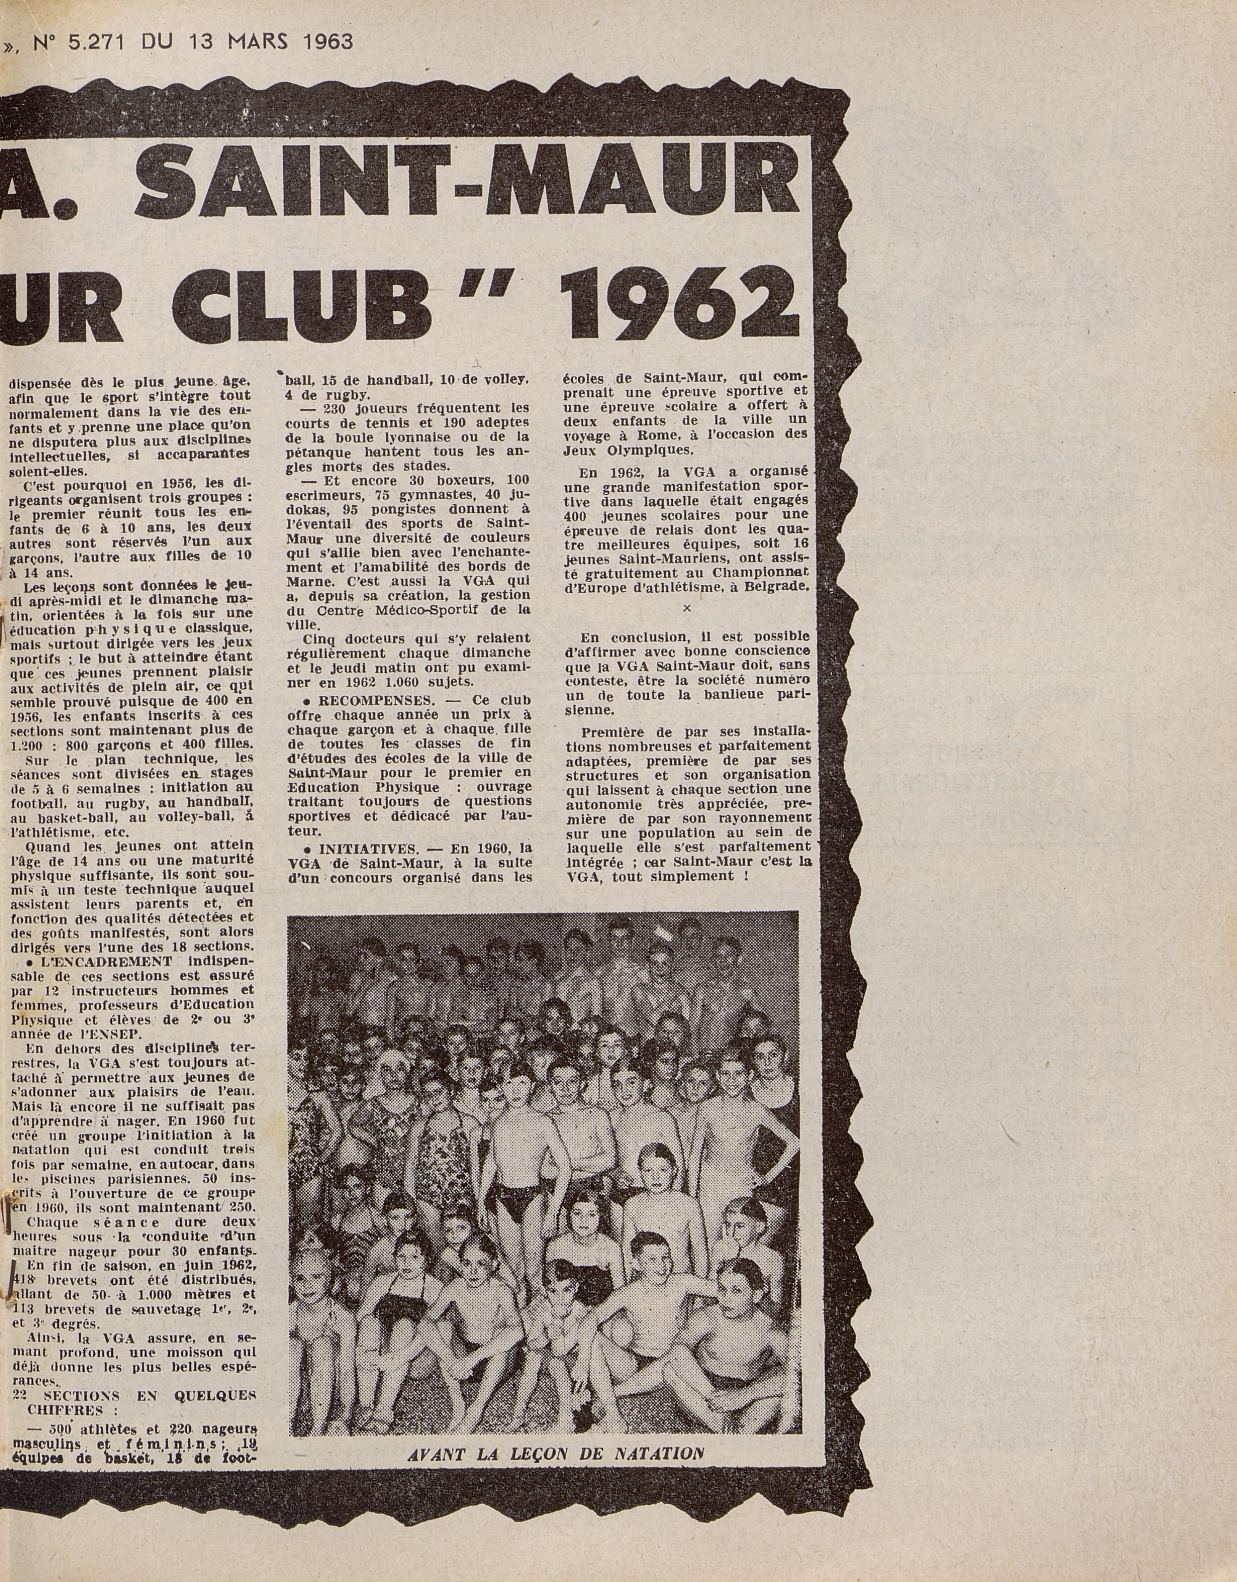 », N° 5.271 DU 13 MARS 1963
A. SAINT-MAUR
UR CLUB " 1962
dispensée dès le plus jeune âge,
afin que le sport s'intègre tout
normalement dans la vie des en-
fants et y prenne une place qu'on
ne disputera plus aux disciplines
intellectuelles, si accaparantes
soient-elles.
C'est pourquoi en 1956, les di-
rigeants organisent trois groupes :
le premier réunit tous les en-
fants de 6 à 10 ans, les deux
autres sont réservés l'un aux
garçons, l'autre aux filles de 10
à 14 ans.
Les leçons sont données le jeu-
di après-midi et le dimanche ma-
tin, orientées à la fois sur une
éducation physique classique,
mais surtout dirigée vers les jeux
sportifs ; le but à atteindre étant
que ces jeunes prennent plaisir
aux activités de plein air, ce qui
semble prouvé puisque de 400 en
1956, les enfants inscrits à ces
sections sont maintenant plus de
1.200 : 800 garçons et 400 filles.
Sur le plan technique, les
séances sont divisées en stages
de 5 à 6 semaines : initiation au
football, au rugby, au handball,
au basket-ball, au volley-ball, à
l'athlétisme, etc.
Quand les jeunes ont attein
l'âge de 14 ans ou une maturité
physique suffisante, ils sont sou-
mis à un teste technique auquel
assistent leurs parents et, en
fonction des qualités détectées et
des goûts manifestés, sont alors
dirigés vers l'une des 18 sections.
• L'ENCADREMENT indispen-
sable de ces sections est assuré
par 12 instructeurs hommes et
femmes, professeurs d'Education
Physique et élèves de 2e ou 3e
année de l'ENSEP.
En dehors des disciplines ter-
restres, la VGA s'est toujours at-
taché à permettre aux jeunes de
s'adonner aux plaisirs de l'eau.
Mais là encore il ne suffisait pas
d'apprendre à nager. En 1960 fut
créé un groupe l'initiation à la
natation qui est conduit trois
fois par semaine, en autocar, dans
les piscines parisiennes. 50 ins-
crits à l'ouverture de ce groupe
en 1960, ils sont maintenant 250.
Chaque séance dure deux
heures sous la conduite d'un
maitre nageur pour 30 enfants.
En fin de saison, en juin 1962,
418 brevets ont été distribués,
allant de 50 à 1.000 mètres et
113 brevets de sauvetage 1er, 2e,
et 3e degrés.
Ainsi, la VGA assure, en se-
mant profond, une moisson qui
déjà donne les plus belles espé-
rances.
22 SECTIONS EN QUELQUES
CHIFFRES :
— 500 athlètes et 220 nageurs
masculins et féminins ; 19
équipes de basket, 18 de foot-
ball, 15 de handball, 10 de volley,
4 de rugby.
— 230 joueurs fréquentent les
courts de tennis et 190 adeptes
de la boule lyonnaise ou de la
pétanque hantent tous les an-
gles morts des stades.
— Et encore 30 boxeurs, 100
escrimeurs, 75 gymnastes, 40 ju-
dokas, 95 pongistes donnent à
l'éventail des sports de Saint-
Maur une diversité de couleurs
qui s'allie bien avec l'enchante-
ment et l'amabilité des bords de
Marne. C'est aussi la VGA qui
a, depuis sa création, la gestion
du Centre Médico-Sportif de la
ville.
Cinq docteurs qui s'y relaient
régulièrement chaque dimanche
et le jeudi matin ont pu exami-
ner en 1962 1.060 sujets.
• RECOMPENSES. — Ce club
offre chaque année un prix à
chaque garçon et à chaque fille
de toutes les classes de fin
d'études des écoles de la ville de
Saint-Maur pour le premier en
Education Physique : ouvrage
traitant toujours de questions
sportives et dédicacé par l'au-
teur.
• INITIATIVES. — En 1960, la
VGA de Saint-Maur, à la suite
d'un concours organisé dans les
écoles de Saint-Maur, qui com-
prenait une épreuve sportive et
une épreuve scolaire a offert à
deux enfants de la ville un
voyage à Rome, à l'occasion des
Jeux Olympiques.
En 1962, la VGA a organisé
une grande manifestation spor-
tive dans laquelle était engagés
400 jeunes scolaires pour une
épreuve de relais dont les qua-
tre meilleures équipes, soit 16
jeunes Saint-Mauriens, ont assis-
té gratuitement au Championnat
d'Europe d'athlétisme, à Belgrade.
×
En conclusion, il est possible
d'affirmer avec bonne conscience
que la VGA Saint-Maur doit, sans
conteste, être la société numéro
un de toute la banlieue pari-
sienne.
Première de par ses installa-
tions nombreuses et parfaitement
adaptées, première de par ses
structures et son organisation
qui laissent à chaque section une
autonomie très appréciée, pre-
mière de par son rayonnement
sur une population au sein de
laquelle elle s'est parfaitement
intégrée ; car Saint-Maur c'est la
VGA, tout simplement !
AVANT LA LEÇON DE NATATION